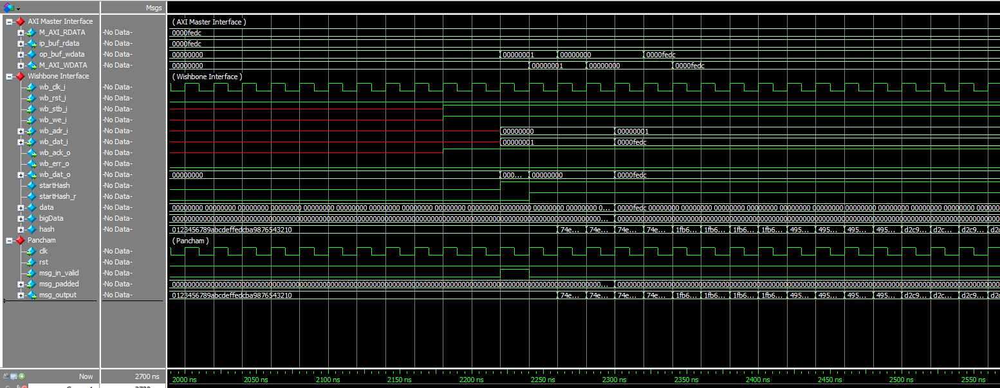 Msgs
AXI Master Interface ( AXI Master Interface )
M_AXI_RDATA -No Data- 0000fedc
ip_buf_rdata -No Data- 0000fedc
op_buf_wdata -No Data- 00000000 00000001 00000000 0000fedc
M_AXI_WDATA -No Data- 00000000 00000001 00000000 0000fedc
Wishbone Interface ( Wishbone Interface )
wb_clk_i -No Data-
wb_rst_i -No Data-
wb_stb_i -No Data-
wb_we_i -No Data-
wb_adr_i -No Data- 00000000 00000001
wb_dat_i -No Data- 00000001 0000fedc
wb_ack_o -No Data-
wb_err_o -No Data-
wb_dat_o -No Data- 00000000 000... 00000000 0000fedc
startHash -No Data-
startHash_r -No Data-
data -No Data- 00000000 00000000 00000000 00000000 00000000 00000000 00000000 00000000 00000000 00000000 00000000 00000000 00000000 0... 0000fedc 00000000 00000000 00000000 00000000 00000000 00000000 00000000 00000000 00000000 00000000 0000
bigData -No Data-
hash -No Data- 0123456789abcdeffedcba9876543210 74e... 74e... 74e... 74e... 1fb6... 1fb6... 1fb6... 1fb6... 495... 495... 495... 495... d2c9... d2c... d2c9... d2c
Pancham ( Pancham )
clk -No Data-
rst -No Data-
msg_in_valid -No Data-
msg_padded -No Data-
msg_output -No Data- 0123456789abcdeffedcba9876543210 74e... 74e... 74e... 74e... 1fb6... 1fb6... 1fb6... 1fb6... 495... 495... 495... 495... d2c9... d2c... d2c9... d2c
Now 2700 ns 2000 ns 2050 ns 2100 ns 2150 ns 2200 ns 2250 ns 2300 ns 2350 ns 2400 ns 2450 ns 2500 ns 2550 ns